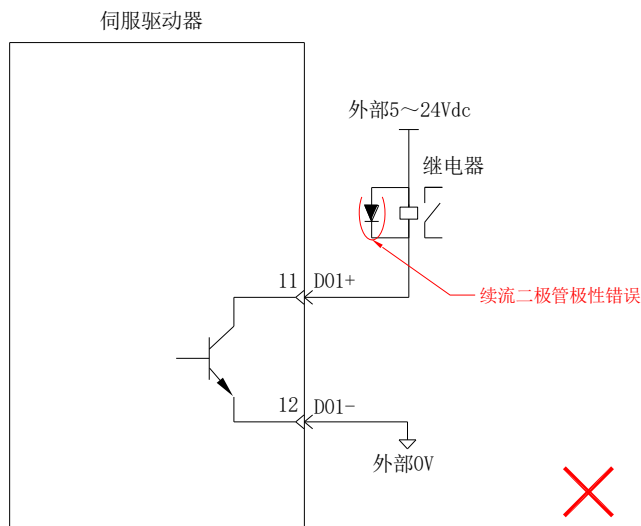 伺服驱动器
外部5～24Vdc
继电器
11 DO1+
续流二极管极性错误
12 DO1-
外部0V